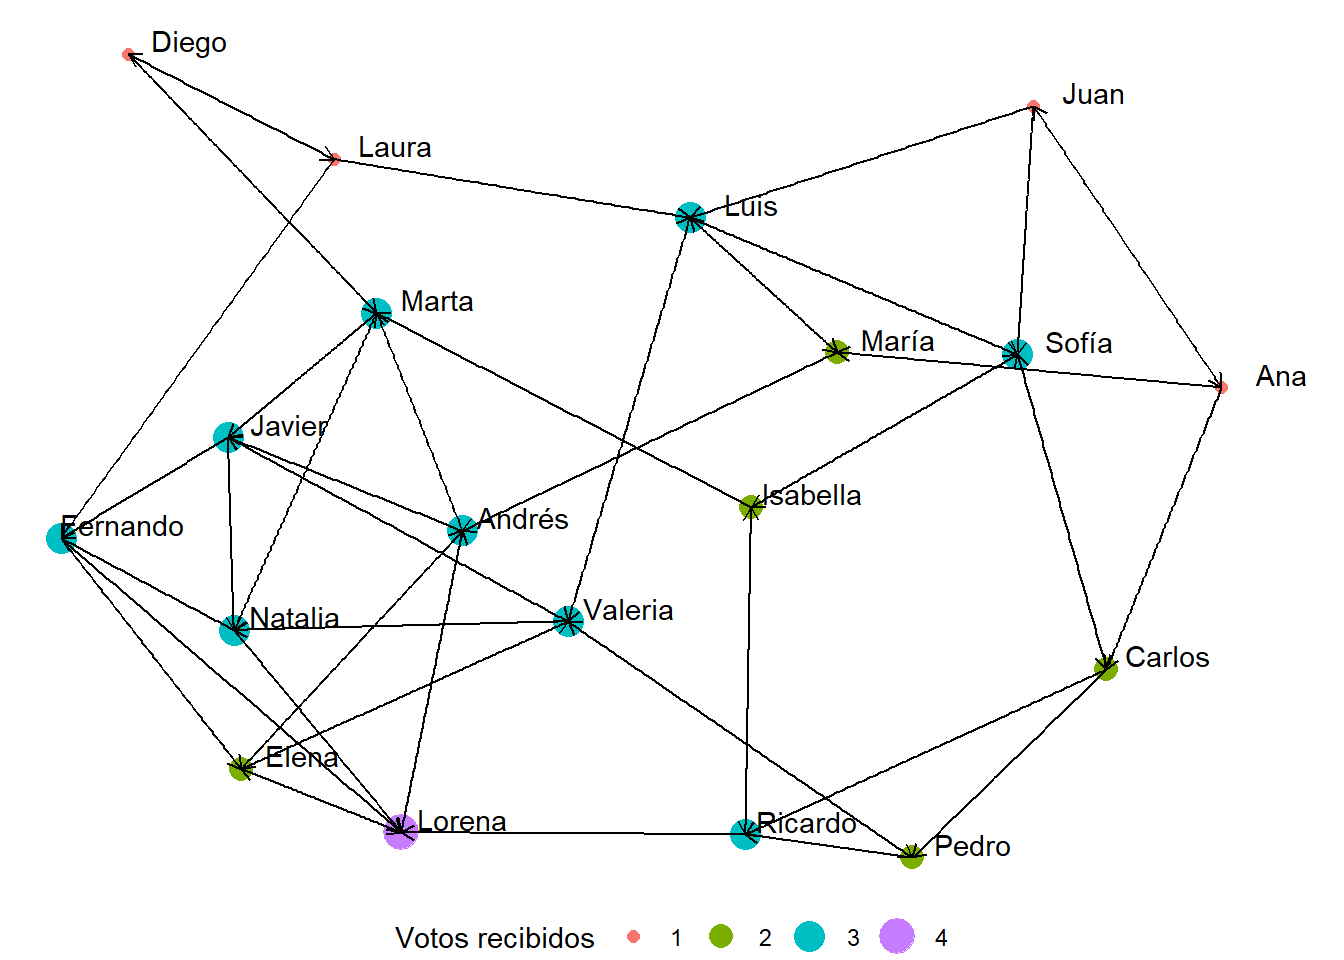 Diego
Juan
Laura
Luis
Marta
María
Sofía
Ana
Javier
Isabella
Andrés
Fernando
Valeria
Natalia
Carlos
Elena
Lorena
Ricardo
Pedro
Votos recibidos 1 2 3 4